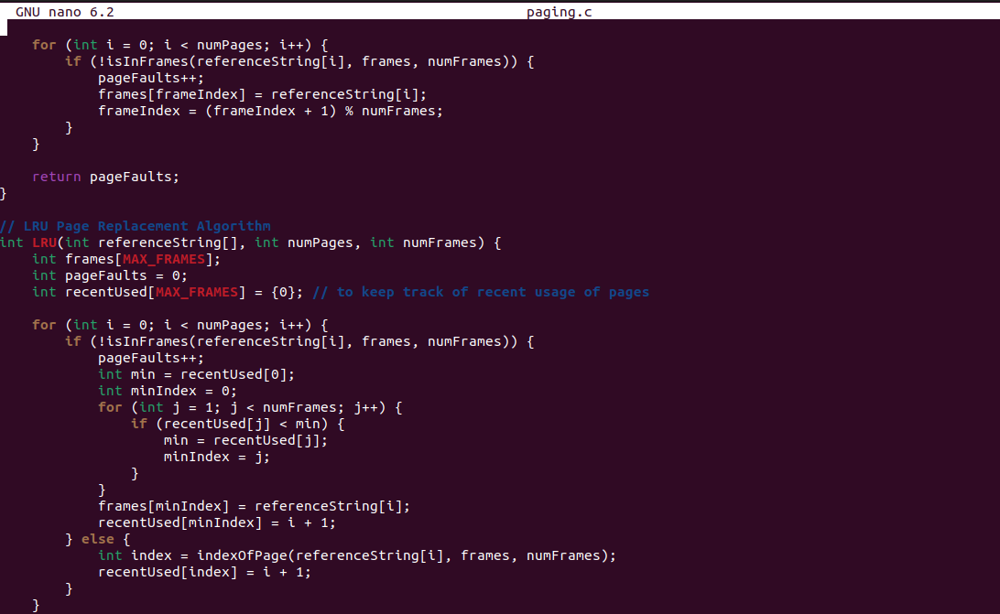 GNU nano 6.2 paging.c
    for (int i = 0; i < numPages; i++) {
        if (!isInFrames(referenceString[i], frames, numFrames)) {
            pageFaults++;
            frames[frameIndex] = referenceString[i];
            frameIndex = (frameIndex + 1) % numFrames;
        }
    }
    return pageFaults;
}
// LRU Page Replacement Algorithm
int LRU(int referenceString[], int numPages, int numFrames) {
    int frames[MAX_FRAMES];
    int pageFaults = 0;
    int recentUsed[MAX_FRAMES] = {0}; // to keep track of recent usage of pages
    for (int i = 0; i < numPages; i++) {
        if (!isInFrames(referenceString[i], frames, numFrames)) {
            pageFaults++;
            int min = recentUsed[0];
            int minIndex = 0;
            for (int j = 1; j < numFrames; j++) {
                if (recentUsed[j] < min) {
                    min = recentUsed[j];
                    minIndex = j;
                }
            }
            frames[minIndex] = referenceString[i];
            recentUsed[minIndex] = i + 1;
        } else {
            int index = indexOfPage(referenceString[i], frames, numFrames);
            recentUsed[index] = i + 1;
        }
    }